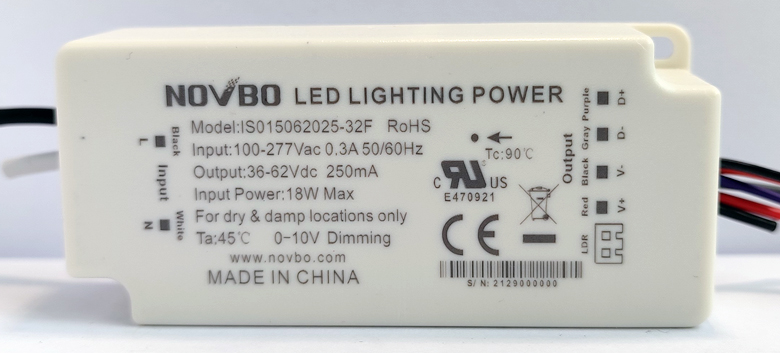 NOVBO LED LIGHTING POWER
Model:IS015062025-32F RoHS
Input:100-277Vac 0.3A 50/60Hz
Output:36-62Vdc 250mA
Input Power:18W Max
For dry & damp locations only
Ta:45℃ 0-10V Dimming
www.novbo.com
MADE IN CHINA
Black
L
Input
White
N
Tc:90℃
C RU US
E470921
CE
S/N: 2129000000
Output
Purple D+
Gray D-
Black V-
Red V+
LDR